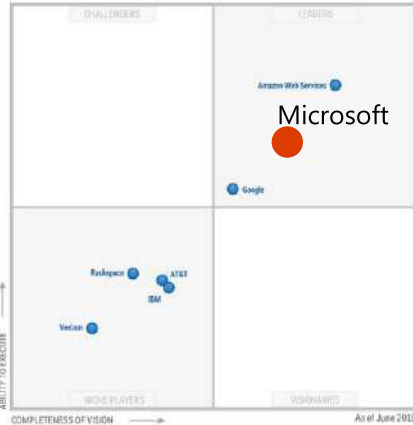 CHALLENGERS
LEADERS
Amazon Web Services
Microsoft
Google
Rackspace
AT&T
IBM
Verizon
ABILITY TO EXECUTE
NICHE PLAYERS
VISIONARIES
COMPLETENESS OF VISION
As of June 2015